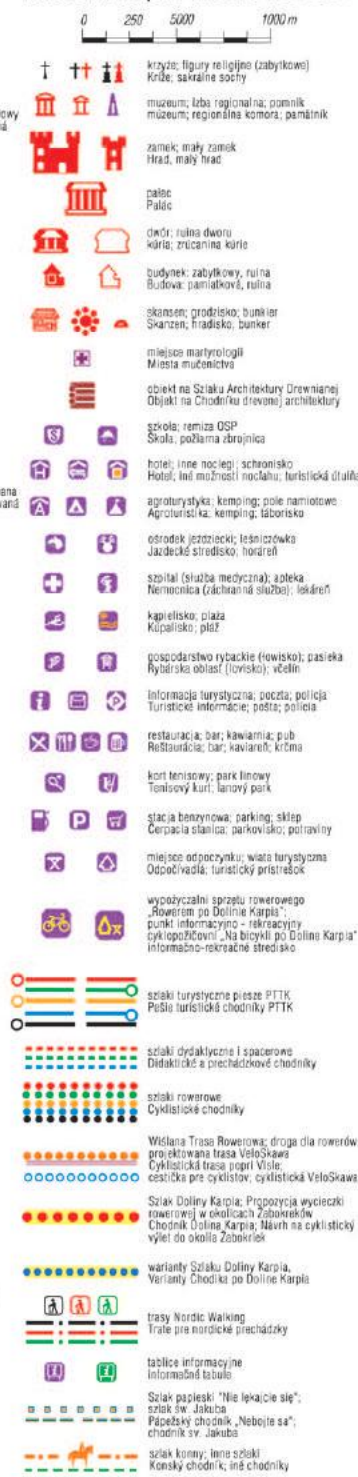 0 250 5000 1000 m
krzyże; figury religijne (zabytkowe)
Kríže; sakrálne sochy
muzeum; izba regionalna; pomnik
múzeum; regionálna komora; památník
zamek; mały zamek
Hrad, malý hrad
pałac
Palác
dwór; ruina dworu
kúria; zrúcanina kúrie
budynek: zabytkowy, ruina
Budova: pamiatková, ruina
skansen; grodzisko; bunkier
Skanzen; hradisko, bunker
miejsce martyrologii
Miesta mučeníctva
obiekt na Szlaku Architektury Drewnianej
Objekt na Chodníku drevenej architektury
szkoła; remiza OSP
Škola; požiarna zbrojnica
hotel; inne noclegi; schronisko
Hotel; iné možnosti nocľahu; turistická útulňa
agroturystyka; kemping; pole namiotowe
Agroturistika; kemping; táborisko
ośrodek jeździecki; leśniczówka
Jazdecké stredisko; horáreň
szpital (służba medyczna); apteka
Nemocnica (záchranná služba); lekáreň
kąpielisko; plaża
Kúpalisko; pláž
gospodarstwo rybackie (łowisko); pasieka
Rybárska oblasť (lovisko); včelín
informacja turystyczna; poczta; policja
Turistické informácie; pošta; polícia
restauracja; bar; kawiarnia; pub
Reštaurácia; bar; kaviareň; krčma
kort tenisowy; park linowy
Tenisový kurt; lanový park
P
stacja benzynowa; parking; sklep
Čerpacia stanica; parkovisko; potraviny
miejsce odpoczynku; wiata turystyczna
Odpočívadlá; turistický prístrešok
wypożyczalni sprzętu rowerowego
„Rowerem po Dolinie Karpia";
punkt informacyjno - rekreacyjny
cyklopožičovní „Na bicykli po Doline Karpia"
informačno-rekreačné stredisko
szlaki turystyczne piesze PTTK
Pešie turistické chodníky PTTK
szlaki dydaktyczne i spacerowe
Didaktické a prechádzkové chodníky
szlaki rowerowe
Cyklistické chodníky
Wiślana Trasa Rowerowa; droga dla rowerów
projektowana trasa VeloSkawa
Cyklistická trasa popri Visle;
cestička pre cyklistov; cyklistická VeloSkawa
Szlak Doliny Karpia; Propozycja wycieczki
rowerowej w okolicach Żabokreków
Chodník Dolina Karpia; Návrh na cyklistický
výlet do okolia Žabokriek
warianty Szlaku Doliny Karpia,
Varianty Chodíka po Doline Karpia
trasy Nordic Walking
Trate pre nordické prechádzky
tablice informacyjne
informačné tabule
Szlak papieski "Nie lękajcie się";
szlak św. Jakuba
Pápežský chodník „Nebojte sa";
chodník sv. Jakuba
szlak konny; inne szlaki
Konský chodník; iné chodníky